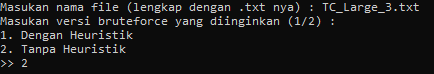 Masukan nama file (lengkap dengan .txt nya) : TC_Large_3.txt
Masukan versi bruteforce yang diinginkan (1/2) :
1. Dengan Heuristik
2. Tanpa Heuristik
>> 2